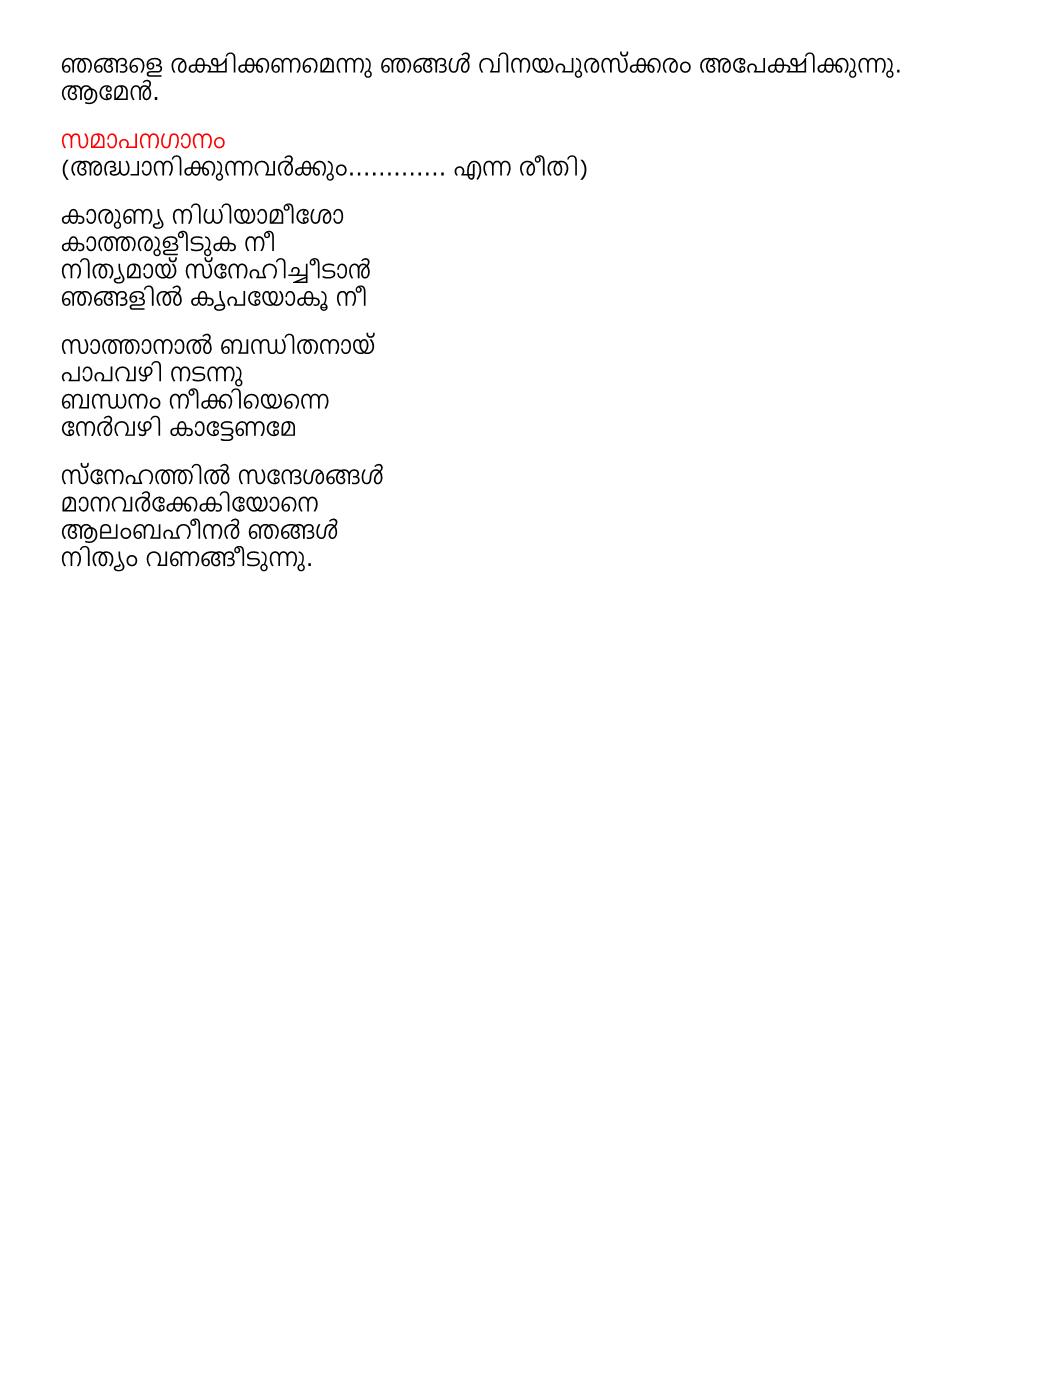 ഞങ്ങളെ രക്ഷിക്കണമെന്നു ഞങ്ങൾ വിനയപുരസ്ക്കരം അപേക്ഷിക്കുന്നു.
ആമേൻ.
സമാപനഗാനം
(അദ്ധ്വാനിക്കുന്നവർക്കും............. എന്ന രീതി)
കാരുണ്യ നിധിയാമീശോ
കാത്തരുളീടുക നീ
നിത്യമായ് സ്നേഹിച്ചീടാൻ
ഞങ്ങളിൽ കൃപയോകൂ നീ
സാത്താനാൽ ബന്ധിതനായ്
പാപവഴി നടന്നു
ബന്ധനം നീക്കിയെന്നെ
നേർവഴി കാട്ടേണമേ
സ്നേഹത്തിൽ സന്ദേശങ്ങൾ
മാനവർക്കേകിയോനെ
ആലംബഹീനർ ഞങ്ങൾ
നിത്യം വണങ്ങീടുന്നു.